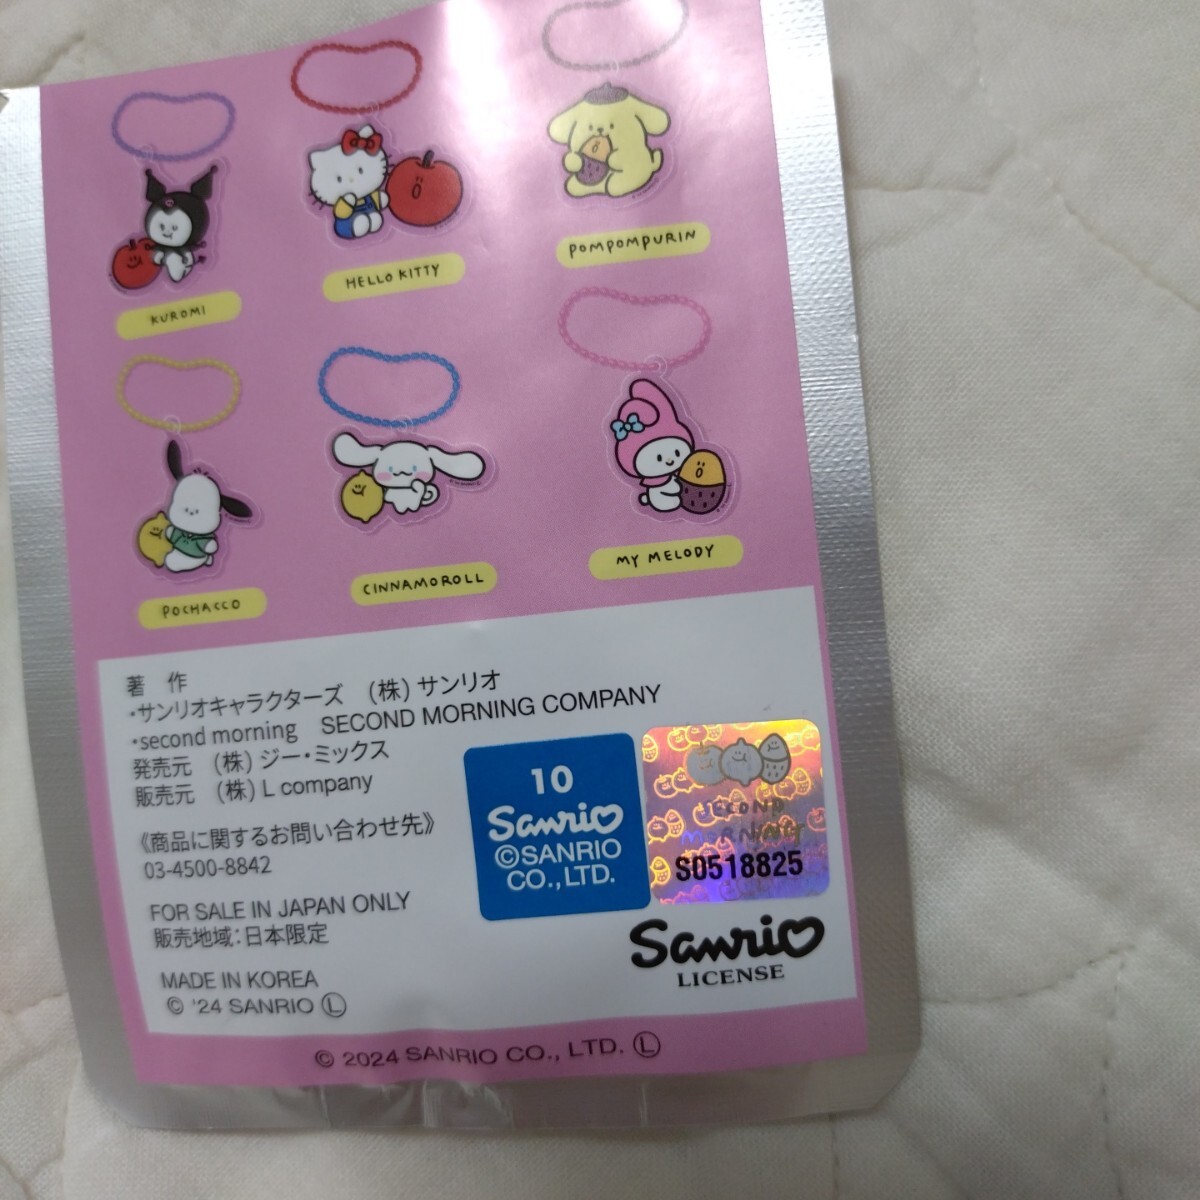 KUROMI
HELLO KITTY
POMPOMPURIN
POCHACCO
CINNAMOROLL
MY MELODY
著 作
・サンリオキャラクターズ (株) サンリオ
・second morning SECOND MORNING COMPANY
発売元 (株) ジー・ミックス
販売元 (株) L company
《商品に関するお問い合わせ先》
03-4500-8842
FOR SALE IN JAPAN ONLY
販売地域：日本限定
MADE IN KOREA
© '24 SANRIO Ⓛ
10
Sanrio
©SANRIO
CO., LTD.
SECOND
MORNING
S0518825
Sanrio
LICENSE
© 2024 SANRIO CO., LTD. Ⓛ